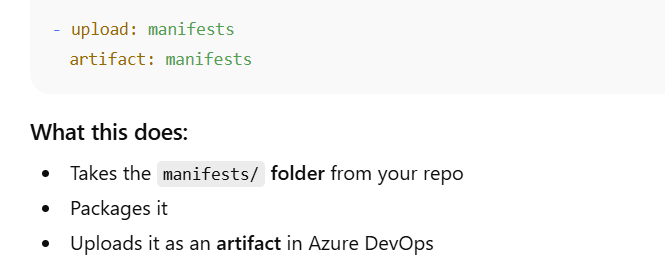 - upload: manifests
artifact: manifests
What this does:
• Takes the manifests/ folder from your repo
• Packages it
• Uploads it as an artifact in Azure DevOps